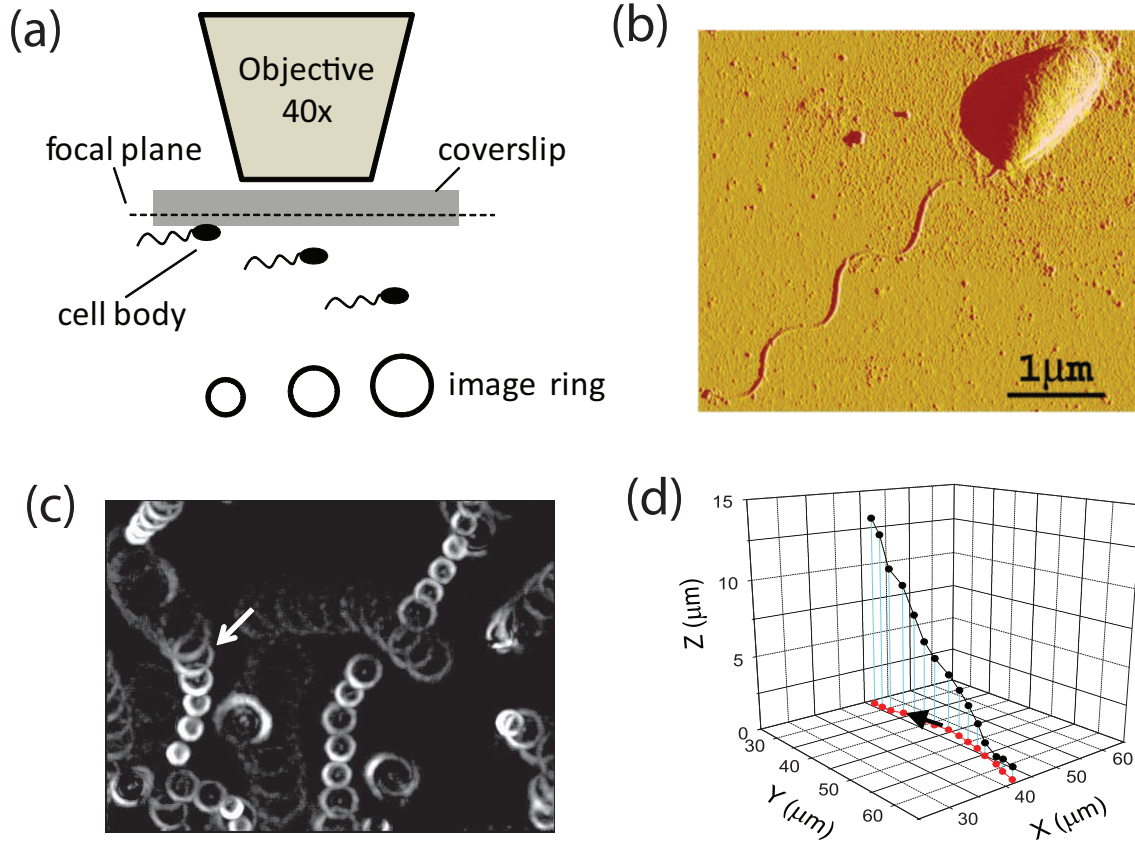 (a)
Objective
40x
focal plane
coverslip
cell body
image ring
(b)
1μm
(c)
(d)
15
10
5
0
Z (μm)
30
40
50
60
Y (μm)
30
40
50
60
X (μm)